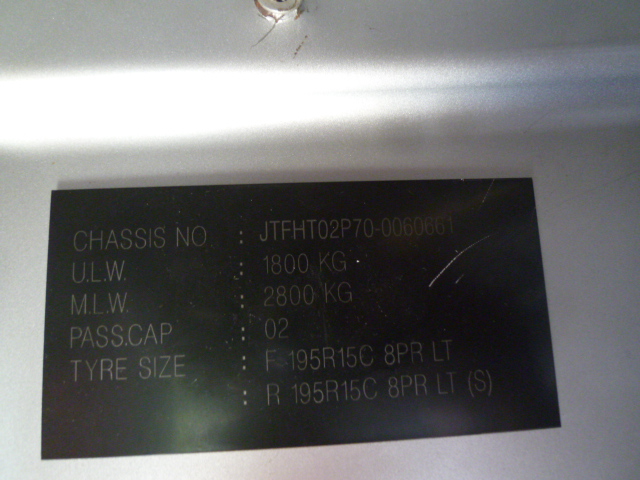 CHASSIS NO : JTFHT02P70-0060661
U.L.W. : 1800 KG
M.L.W. : 2800 KG
PASS.CAP : 02
TYRE SIZE : F 195R15C 8PR LT
: R 195R15C 8PR LT (S)